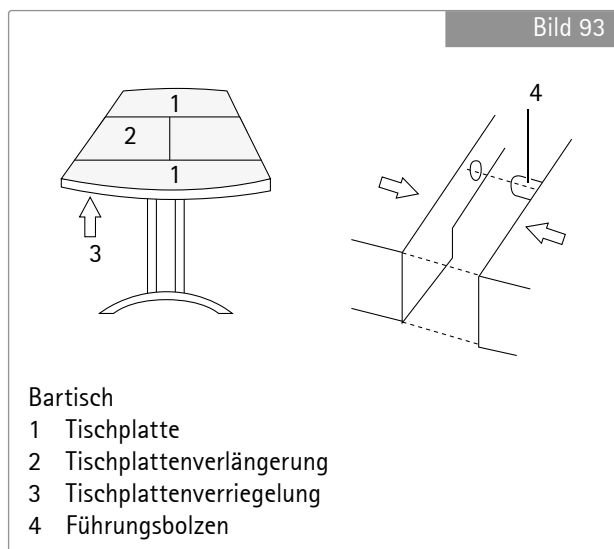 Bild 93
1
2
1
3
4
Bartisch
1 Tischplatte
2 Tischplattenverlängerung
3 Tischplattenverriegelung
4 Führungsbolzen